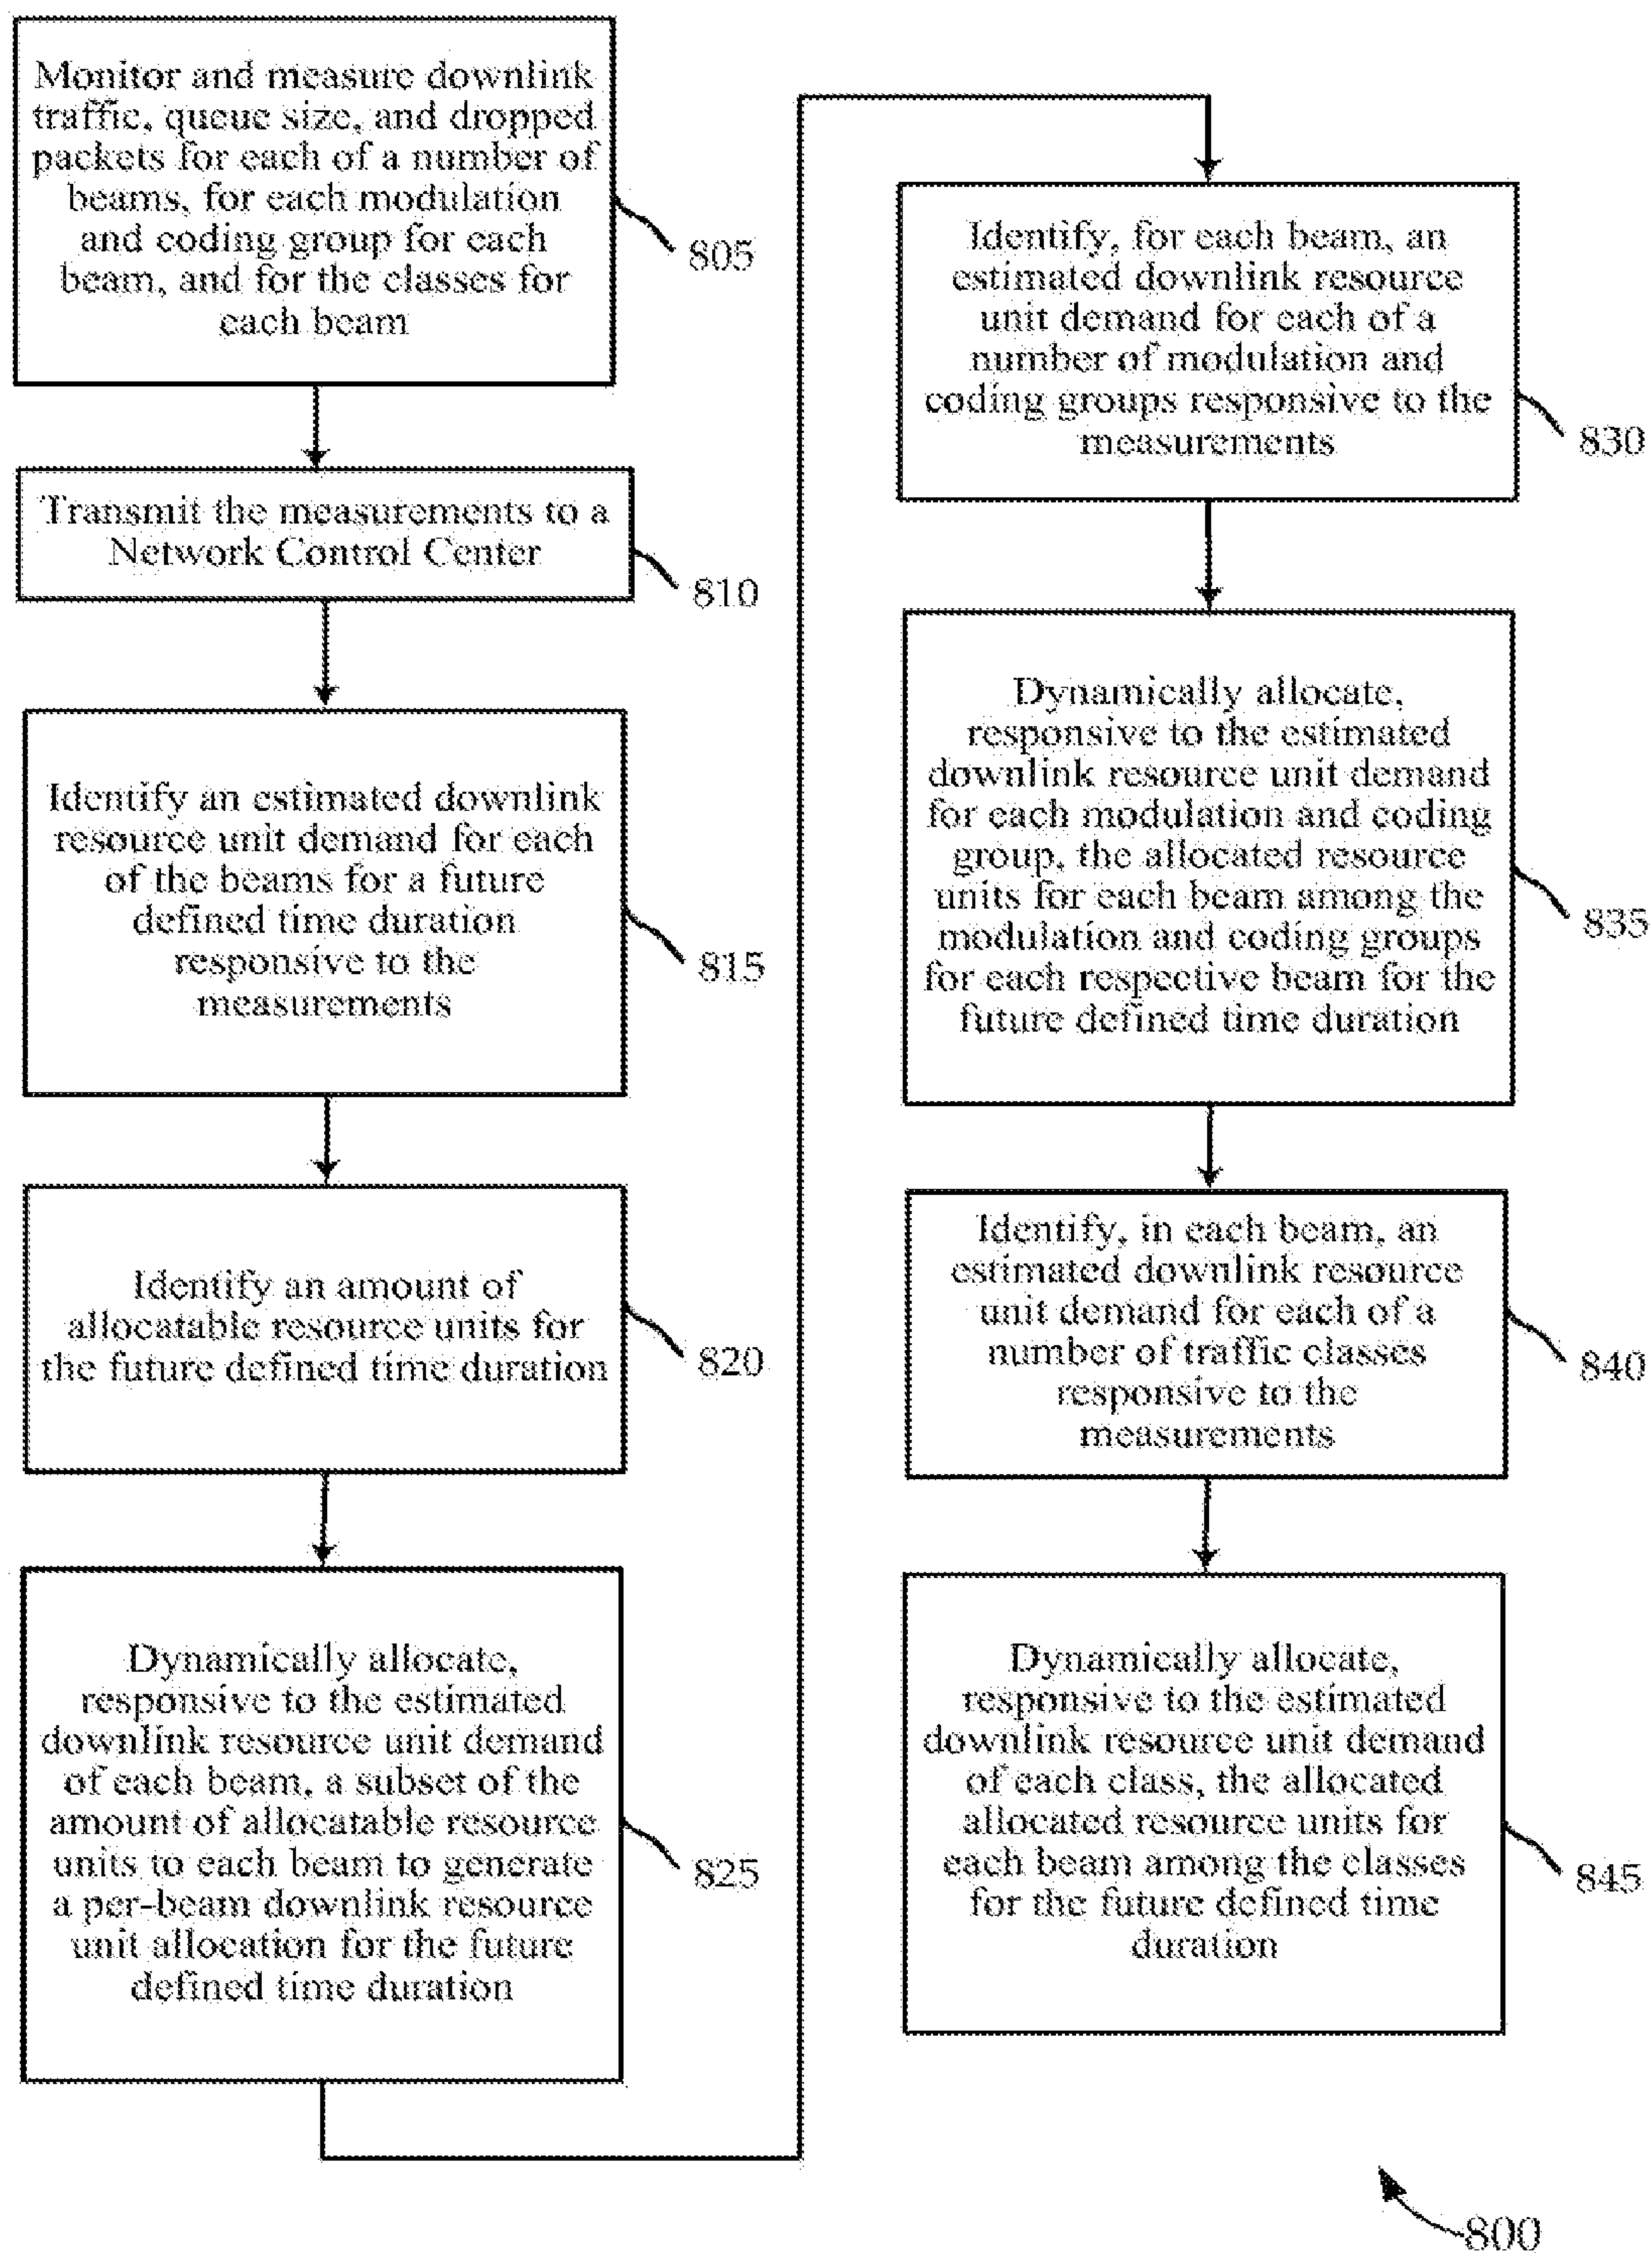 Monitor and measure downlink
traffic, queue size, and dropped
packets for each of a number of
beams, for each modulation
and coding group for each
beam, and for the classes for
each beam
805
Transmit the measurements to a
Network Control Center
810
Identify an estimated downlink
resource unit demand for each
of the beams for a future
defined time duration
responsive to the
measurements
815
Identify an amount of
allocatable resource units for
the future defined time duration
820
Dynamically allocate,
responsive to the estimated
downlink resource unit demand
of each beam, a subset of the
amount of allocatable resource
units to each beam to generate
a per-beam downlink resource
unit allocation for the future
defined time duration
825
Identify, for each beam, an
estimated downlink resource
unit demand for each of a
number of modulation and
coding groups responsive to the
measurements
830
Dynamically allocate,
responsive to the estimated
downlink resource unit demand
for each modulation and coding
group, the allocated resource
units for each beam among the
modulation and coding groups
for each respective beam for the
future defined time duration
835
Identify, in each beam, an
estimated downlink resource
unit demand for each of a
number of traffic classes
responsive to the
measurements
840
Dynamically allocate,
responsive to the estimated
downlink resource unit demand
of each class, the allocated
allocated resource units for
each beam among the classes
for the future defined time
duration
845
800